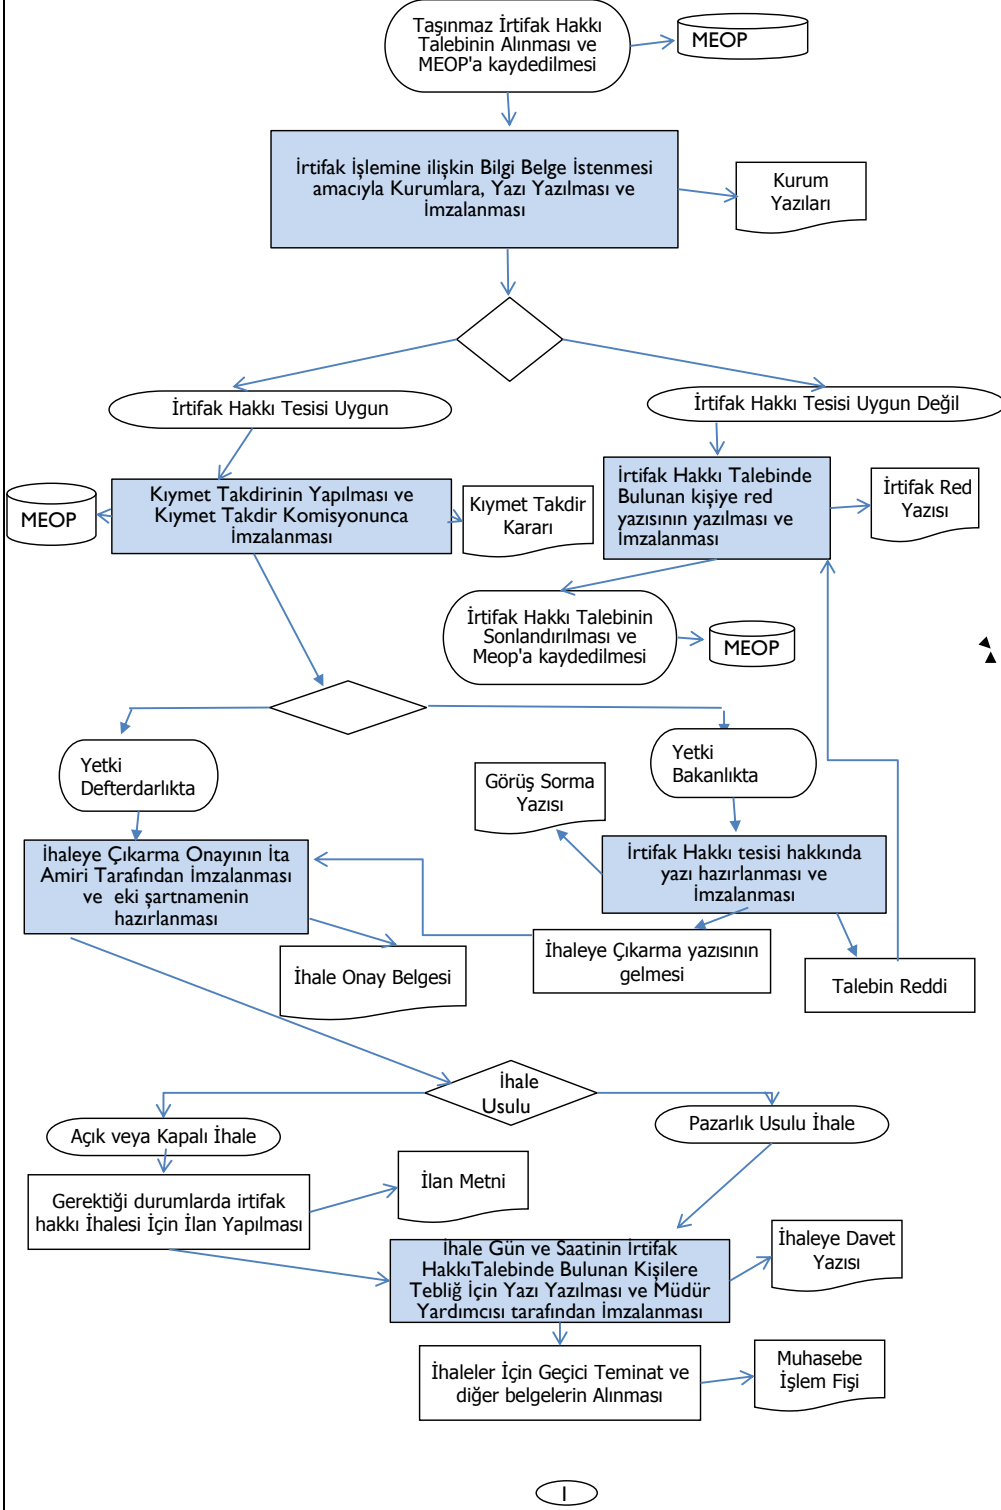 Taşınmaz İrtifak Hakkı
Talebinin Alınması ve
MEOP'a kaydedilmesi
MEOP
İrtifak İşlemine ilişkin Bilgi Belge İstenmesi
amacıyla Kurumlara, Yazı Yazılması ve
İmzalanması
Kurum
Yazıları
İrtifak Hakkı Tesisi Uygun
İrtifak Hakkı Tesisi Uygun Değil
MEOP
Kıymet Takdirinin Yapılması ve
Kıymet Takdir Komisyonunca
İmzalanması
Kıymet Takdir
Kararı
İrtifak Hakkı Talebinde
Bulunan kişiye red
yazısının yazılması ve
İmzalanması
İrtifak Red
Yazısı
İrtifak Hakkı Talebinin
Sonlandırılması ve
Meop'a kaydedilmesi
MEOP
Yetki
Defterdarlıkta
Yetki
Bakanlıkta
Görüş Sorma
Yazısı
İhaleye Çıkarma Onayının İta
Amiri Tarafından İmzalanması
ve eki şartnamenin
hazırlanması
İrtifak Hakkı tesisi hakkında
yazı hazırlanması ve
İmzalanması
İhale Onay Belgesi
İhaleye Çıkarma yazısının
gelmesi
Talebin Reddi
İhale
Usulu
Açık veya Kapalı İhale
Pazarlık Usulu İhale
Gerektiği durumlarda irtifak
hakkı İhalesi İçin İlan Yapılması
İlan Metni
İhale Gün ve Saatinin İrtifak
HakkıTalebinde Bulunan Kişilere
Tebliğ İçin Yazı Yazılması ve Müdür
Yardımcısı tarafından İmzalanması
İhaleye Davet
Yazısı
İhaleler İçin Geçici Teminat ve
diğer belgelerin Alınması
Muhasebe
İşlem Fişi
I